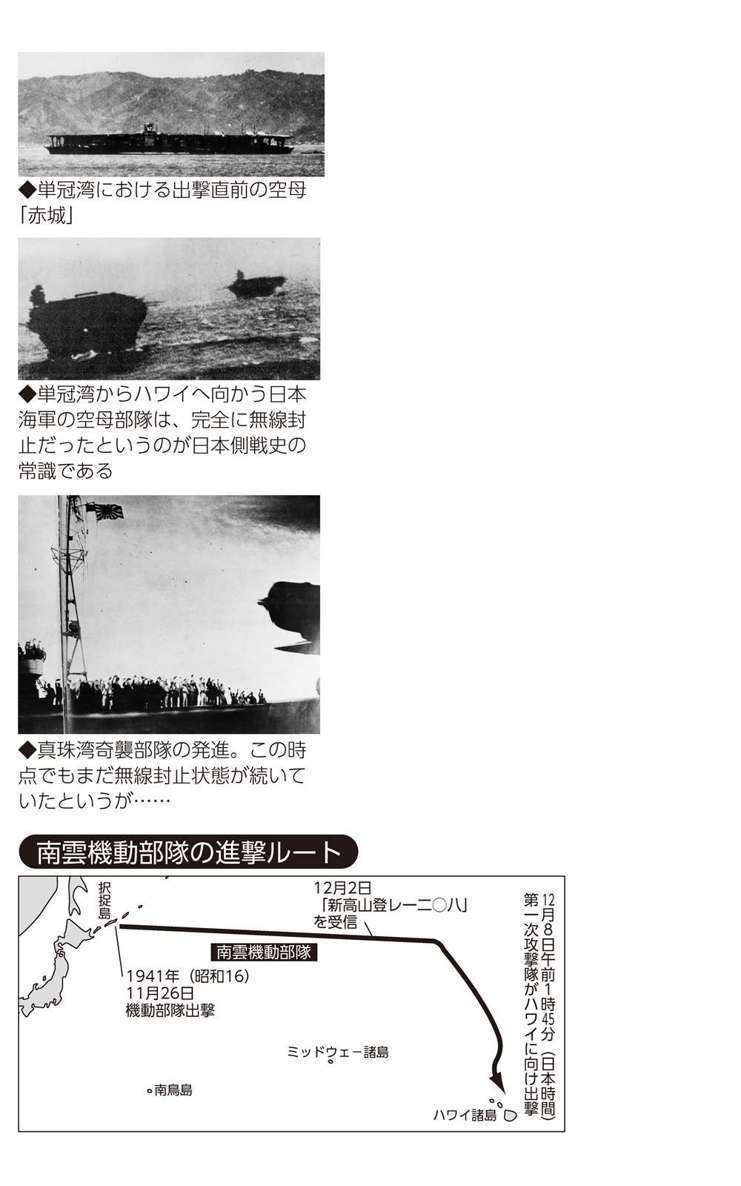 ◆単冠湾における出撃直前の空母
「赤城」
◆単冠湾からハワイへ向かう日本
海軍の空母部隊は、完全に無線封
止だったというのが日本側戦史の
常識である
◆真珠湾奇襲部隊の発進。この時
点でもまだ無線封止状態が続いて
いたというが……
南雲機動部隊の進撃ルート
択捉島
12月2日
「新高山登レ一二〇八」
を受信
12月8日午前1時45分（日本時間）
第一次攻撃隊がハワイに向け出撃
南雲機動部隊
1941年（昭和16）
11月26日
機動部隊出撃
ミッドウェー諸島
南鳥島
ハワイ諸島